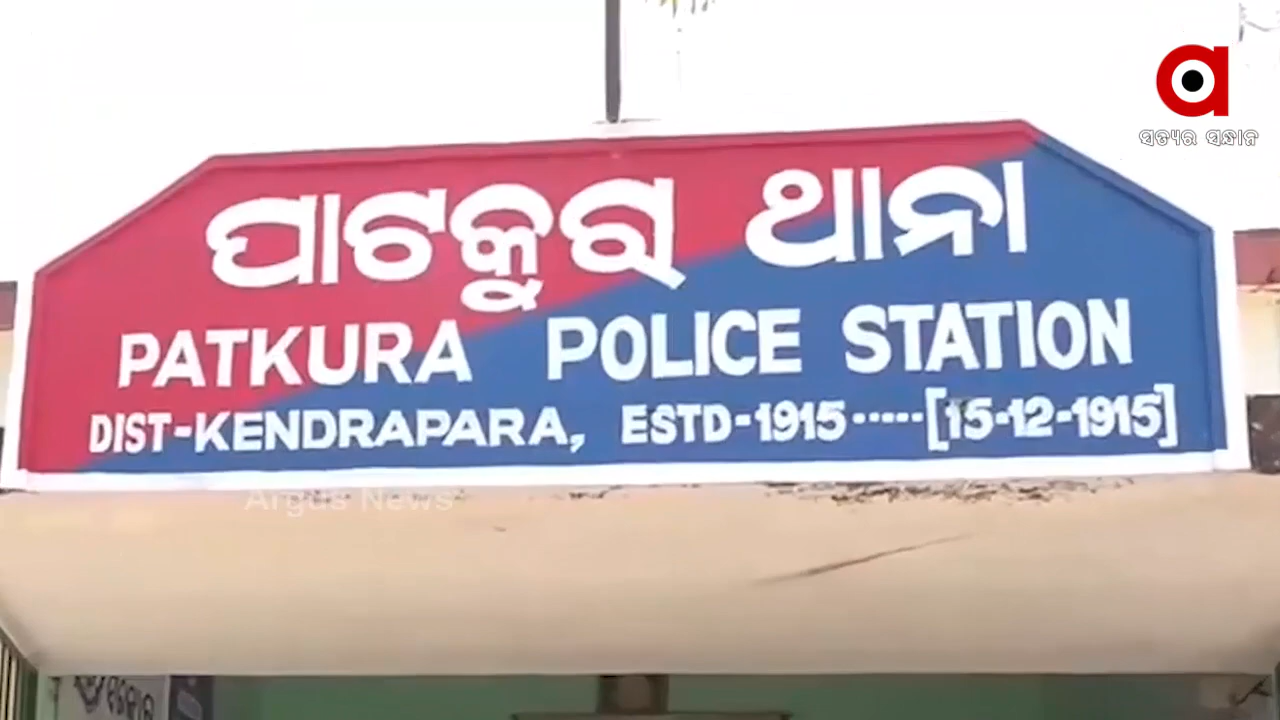 ସତ୍ୟର ସନ୍ଧାନ
ପାଟକୁରା ଥାନା
PATKURA POLICE STATION
DIST-KENDRAPARA, ESTD-1915-----[15-12-1915]
Argus News